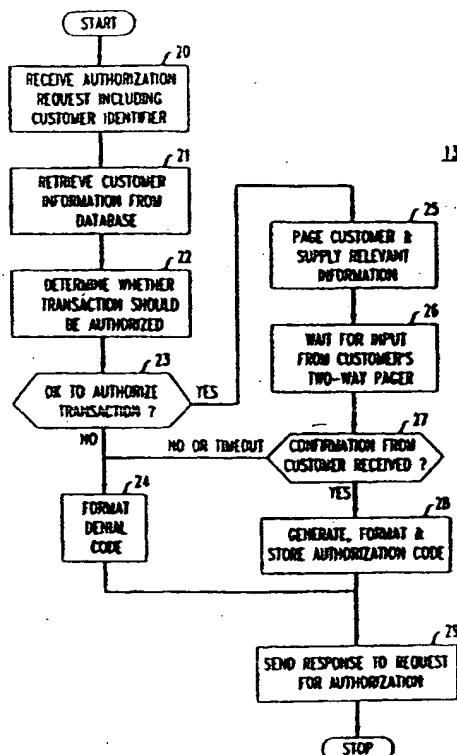 START
20
RECEIVE AUTHORIZATION
REQUEST INCLUDING
CUSTOMER IDENTIFIER
21
RETRIEVE CUSTOMER
INFORMATION FROM
DATABASE
22
DETERMINE WHETHER
TRANSACTION SHOULD
BE AUTHORIZED
23
OK TO AUTHORIZE
TRANSACTION ?
YES
NO
24
FORMAT
DENIAL
CODE
13
25
PAGE CUSTOMER &
SUPPLY RELEVANT
INFORMATION
26
WAIT FOR INPUT
FROM CUSTOMER'S
TWO-WAY PAGER
27
NO OR TIMEOUT
CONFIRMATION FROM
CUSTOMER RECEIVED ?
YES
28
GENERATE, FORMAT &
STORE AUTHORIZATION CODE
29
SEND RESPONSE TO REQUEST
FOR AUTHORIZATION
STOP